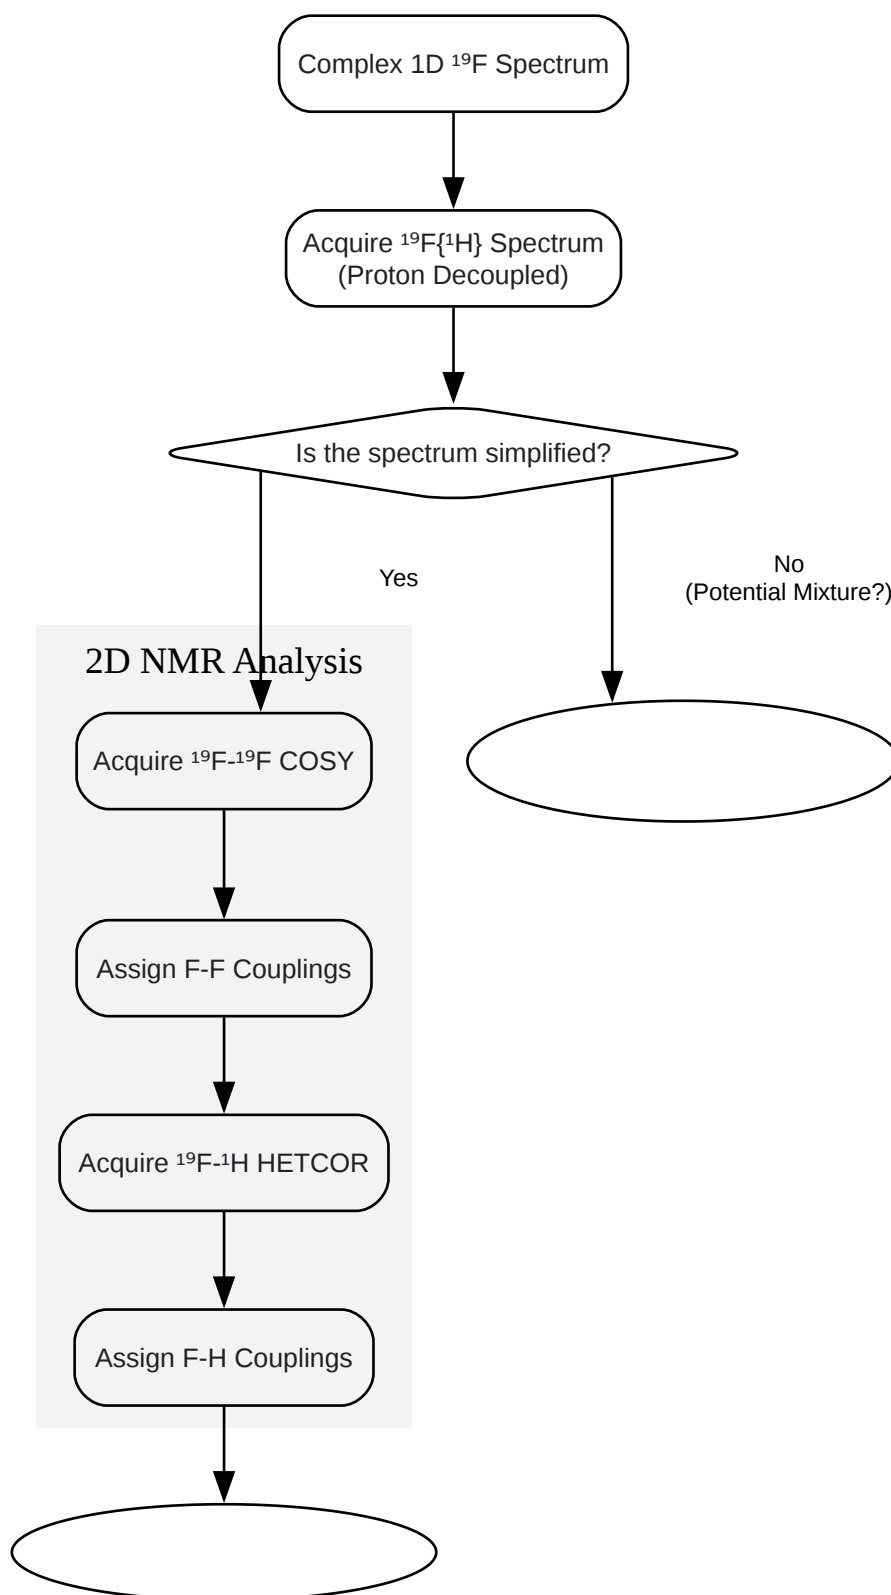 Complex 1D ¹⁹F Spectrum
Acquire ¹⁹F{¹H} Spectrum
(Proton Decoupled)
Is the spectrum simplified?
Yes
No
(Potential Mixture?)
2D NMR Analysis
Acquire ¹⁹F-¹⁹F COSY
Assign F-F Couplings
Acquire ¹⁹F-¹H HETCOR
Assign F-H Couplings